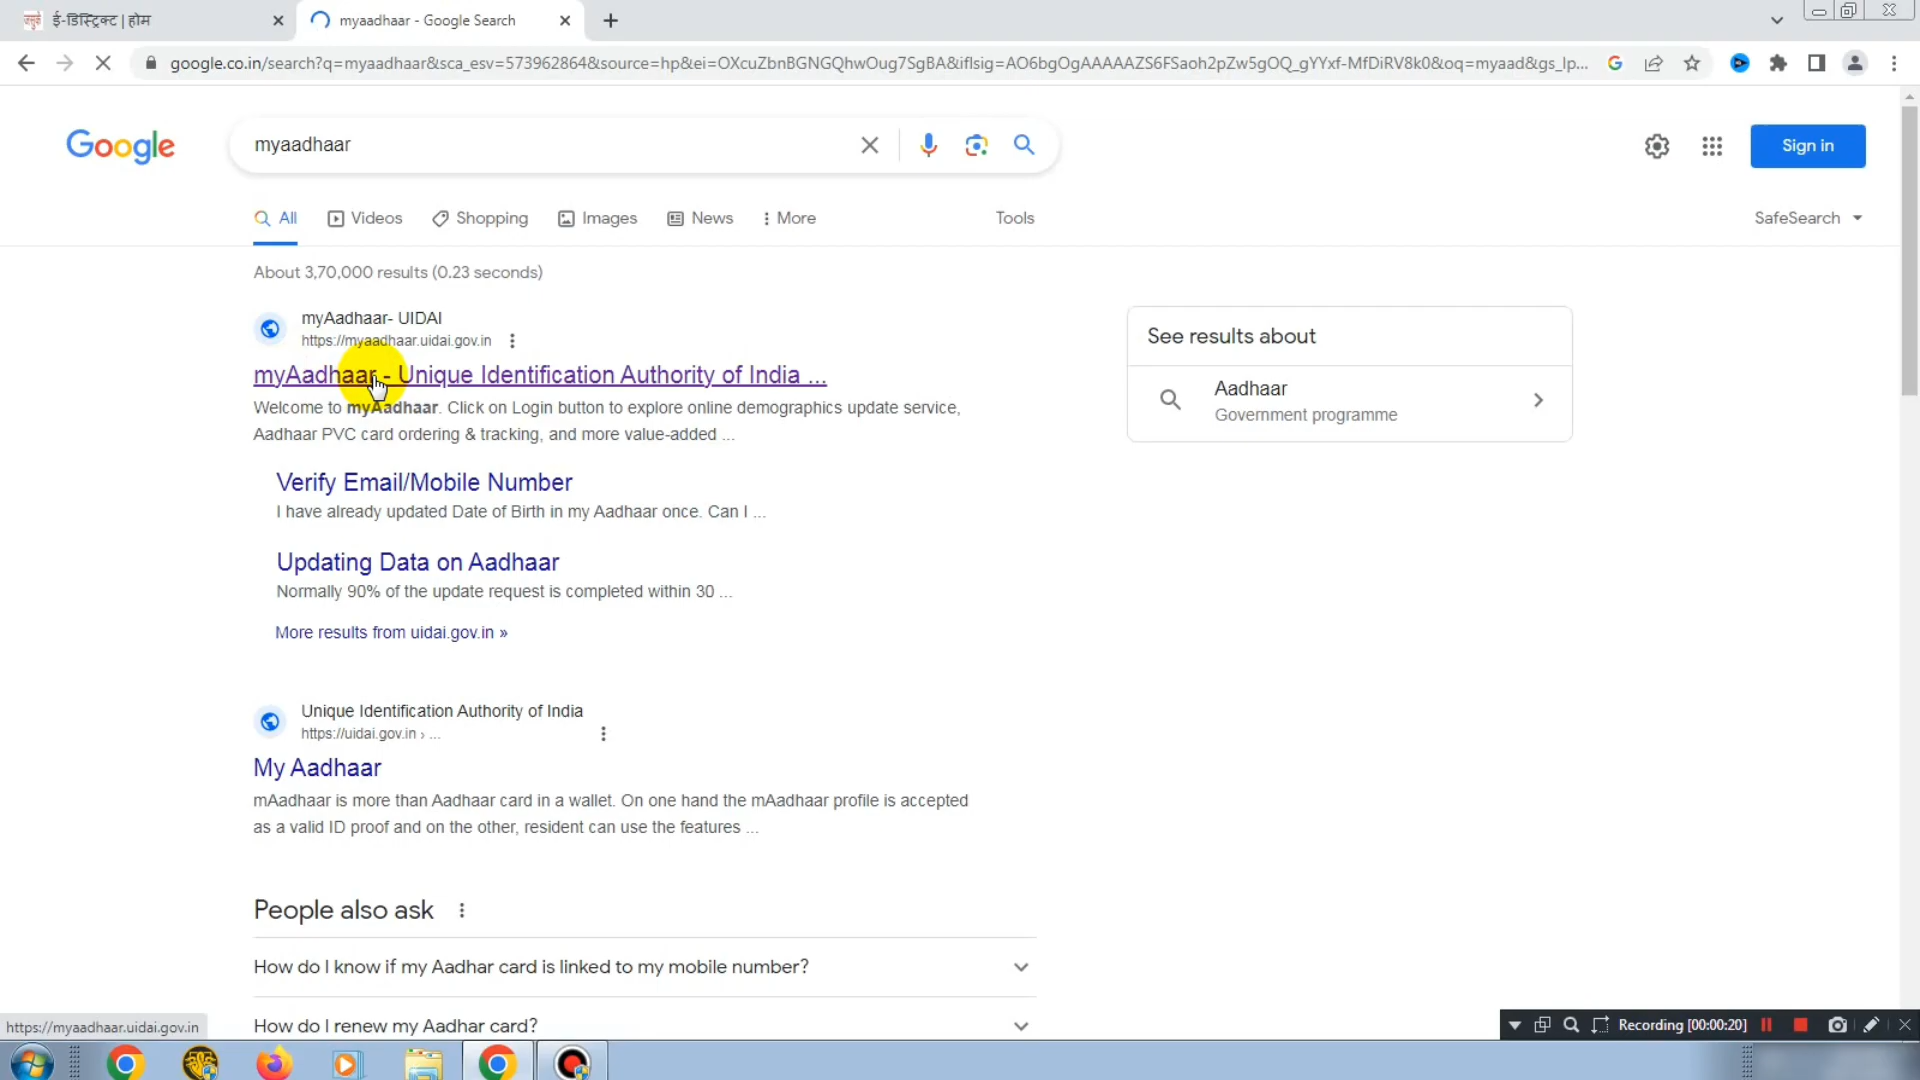 ई-डिस्ट्रिक्ट | होम
myaadhaar - Google Search
google.co.in/search?q=myaadhaar&sca_esv=573962864&source=hp&ei=OXcuZbnBGNGQhwOug7SgBA&iflsig=AO6bgOgAAAAAZS6FSaoh2pZw5gOQ_gYYxf-MfDiRV8k0&oq=myaad&gs_lp...
Google
myaadhaar
Sign in
All
Videos
Shopping
Images
News
More
Tools
SafeSearch
About 3,70,000 results (0.23 seconds)
myAadhaar- UIDAI
https://myaadhaar.uidai.gov.in
myAadhaar - Unique Identification Authority of India ...
Welcome to myAadhaar. Click on Login button to explore online demographics update service,
Aadhaar PVC card ordering & tracking, and more value-added ...
See results about
Aadhaar
Government programme
Verify Email/Mobile Number
I have already updated Date of Birth in my Aadhaar once. Can I ...
Updating Data on Aadhaar
Normally 90% of the update request is completed within 30 ...
More results from uidai.gov.in »
Unique Identification Authority of India
https://uidai.gov.in › ...
My Aadhaar
mAadhaar is more than Aadhaar card in a wallet. On one hand the mAadhaar profile is accepted
as a valid ID proof and on the other, resident can use the features ...
People also ask
How do I know if my Aadhar card is linked to my mobile number?
How do I renew my Aadhar card?
https://myaadhaar.uidai.gov.in
Recording [00:00:20]